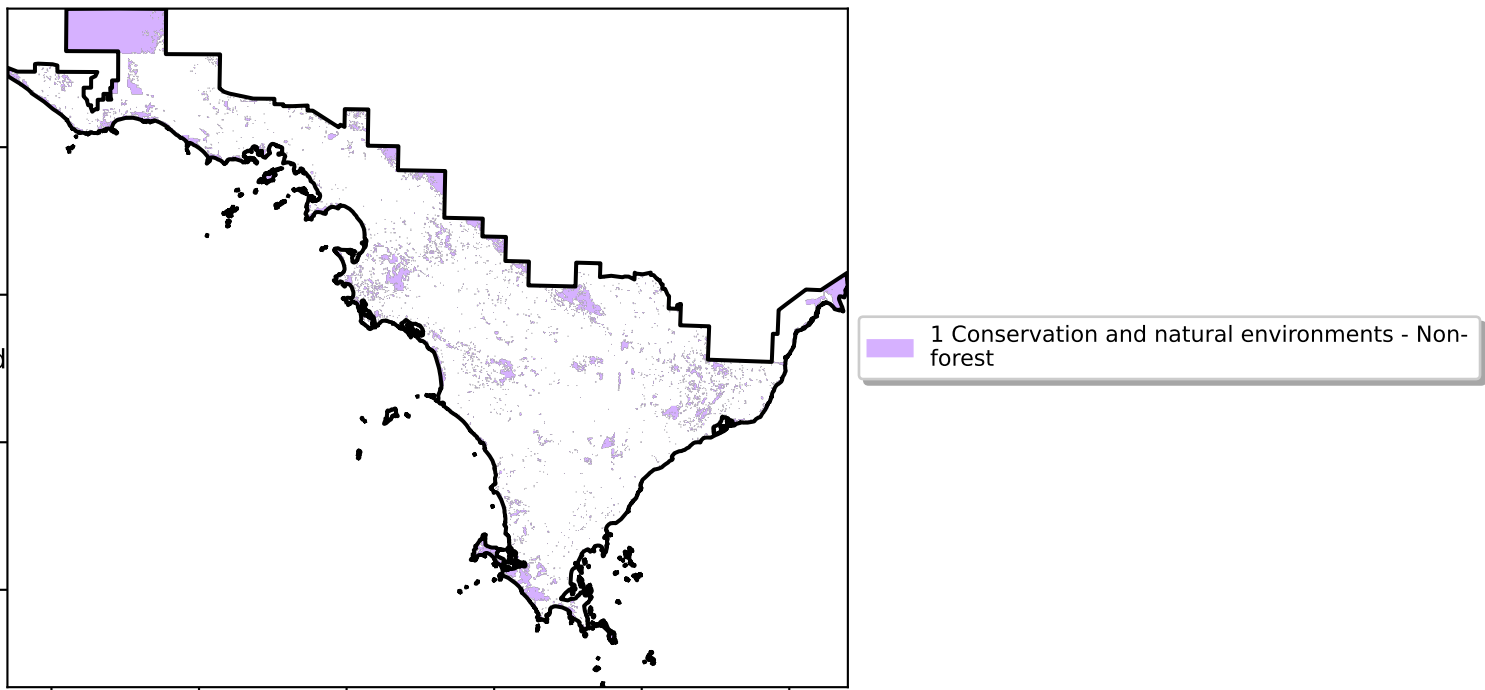 1 Conservation and natural environments - Non-
forest